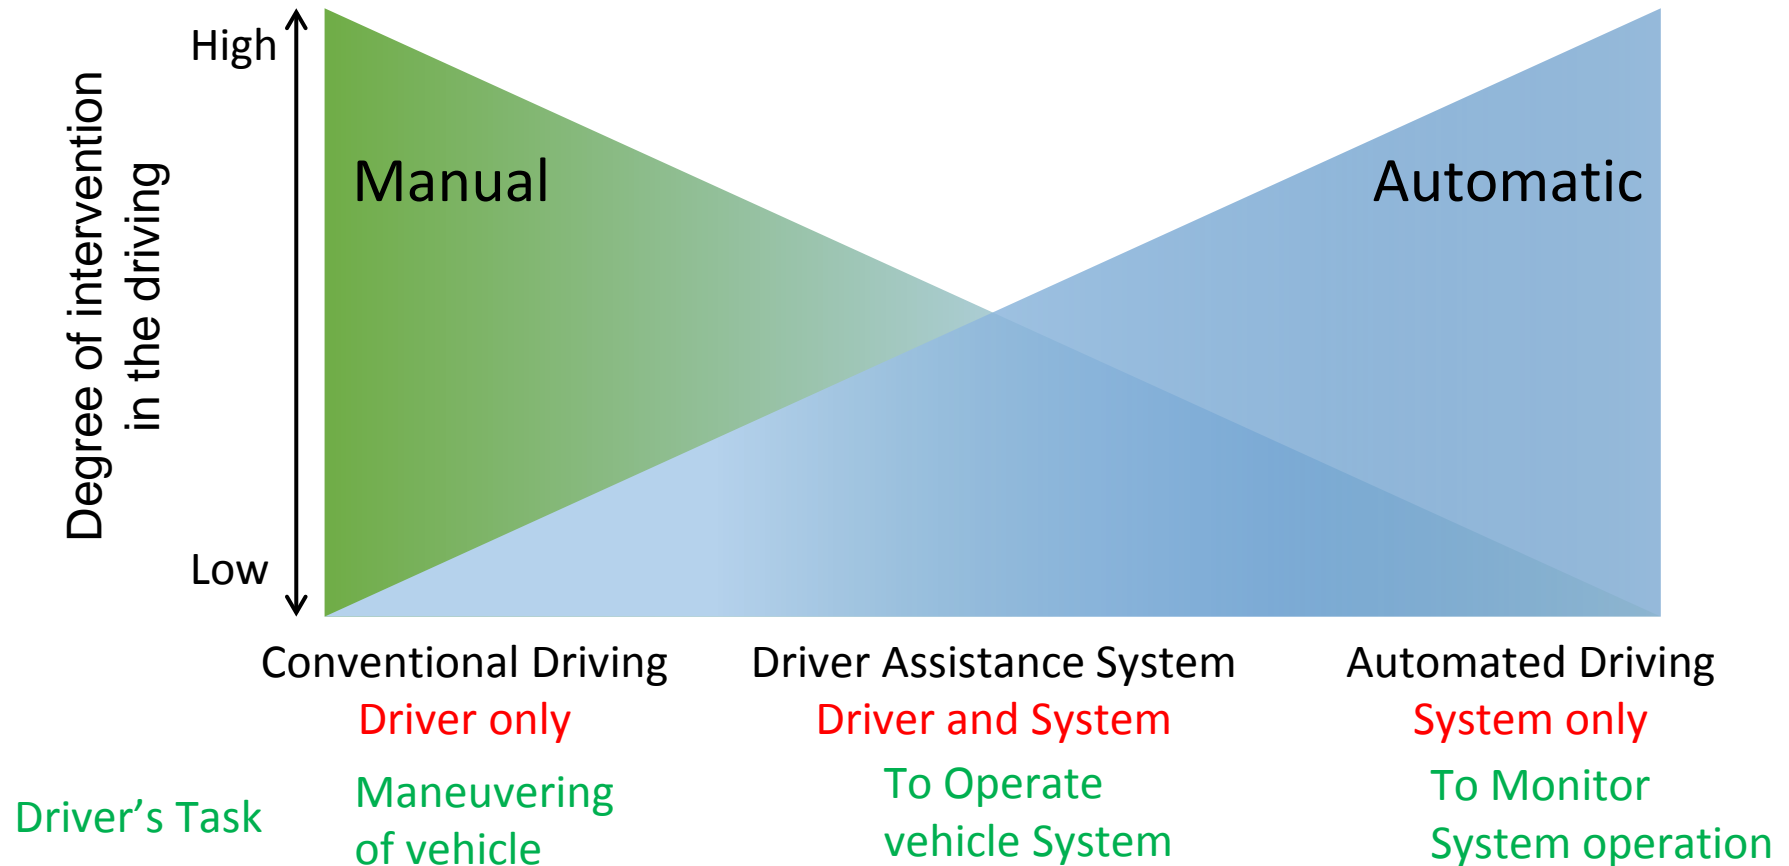 Degree of intervention
in the driving
High
Low
Manual
Automatic
Conventional Driving
Driver Assistance System
Automated Driving
Driver only
Driver and System
System only
Driver’s Task
Maneuvering
of vehicle
To Operate
vehicle System
To Monitor
System operation